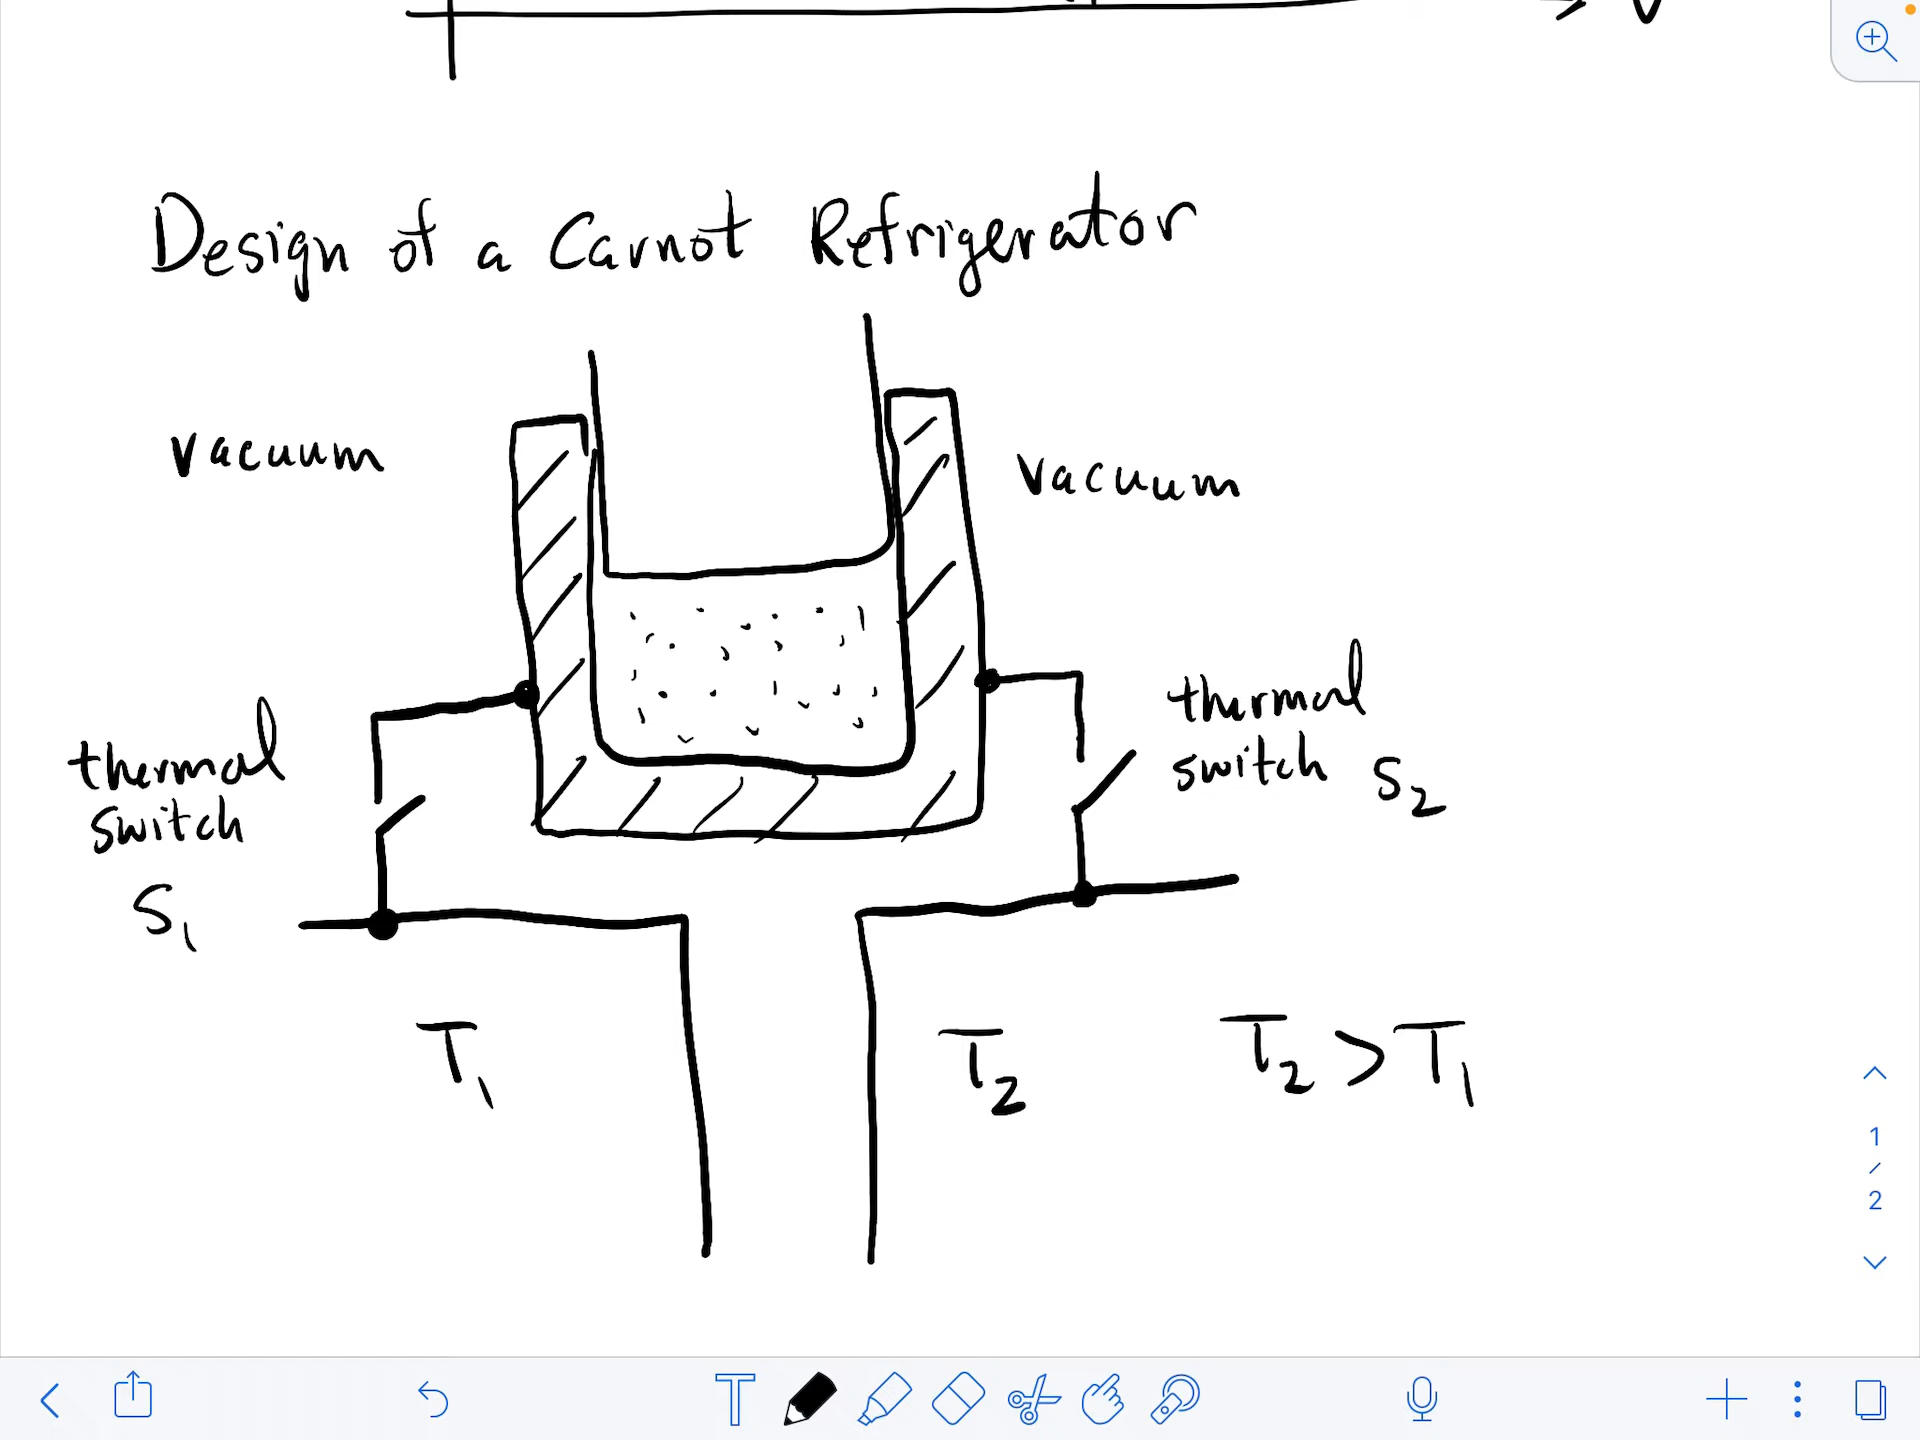 V
Design of a Carnot Refrigerator
vacuum
vacuum
thermal
switch S2
thermal
switch
S1
T1
T2
T2 > T1
1
/
2
T